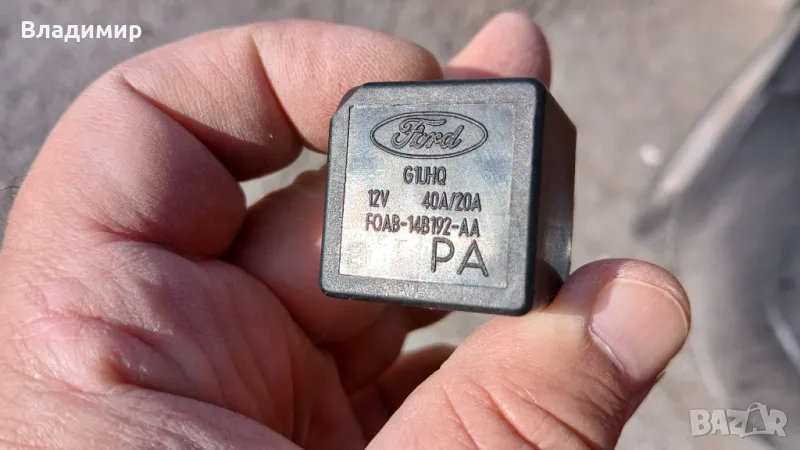 Владимир
Ford
G1UHQ
12V 40A/20A
F0AB-14B192-AA
PA
BAZAR